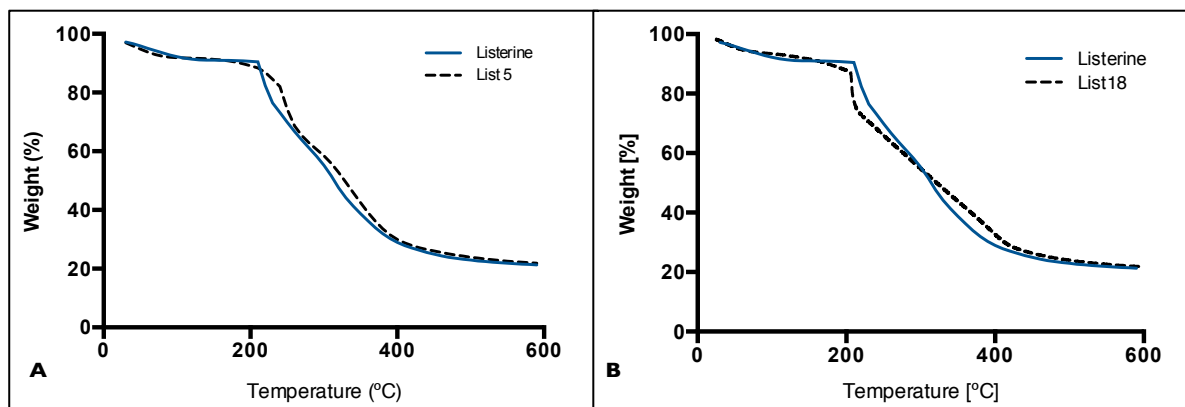 100
80
60
40
20
0
Weight (%)
Listerine
List 5
0
200
400
600
Temperature (ºC)
A
100
80
60
40
20
0
Weight [%]
Listerine
List18
0
200
400
600
Temperature [ºC]
B